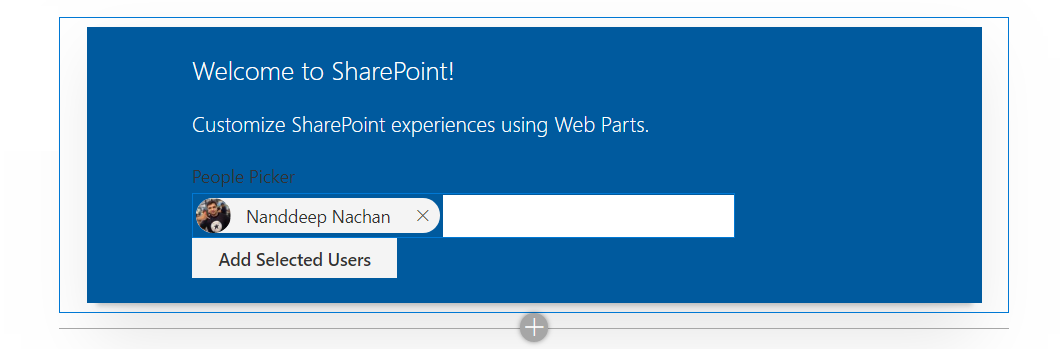 Welcome to SharePoint!
Customize SharePoint experiences using Web Parts.
People Picker
Nanddeep Nachan
Add Selected Users